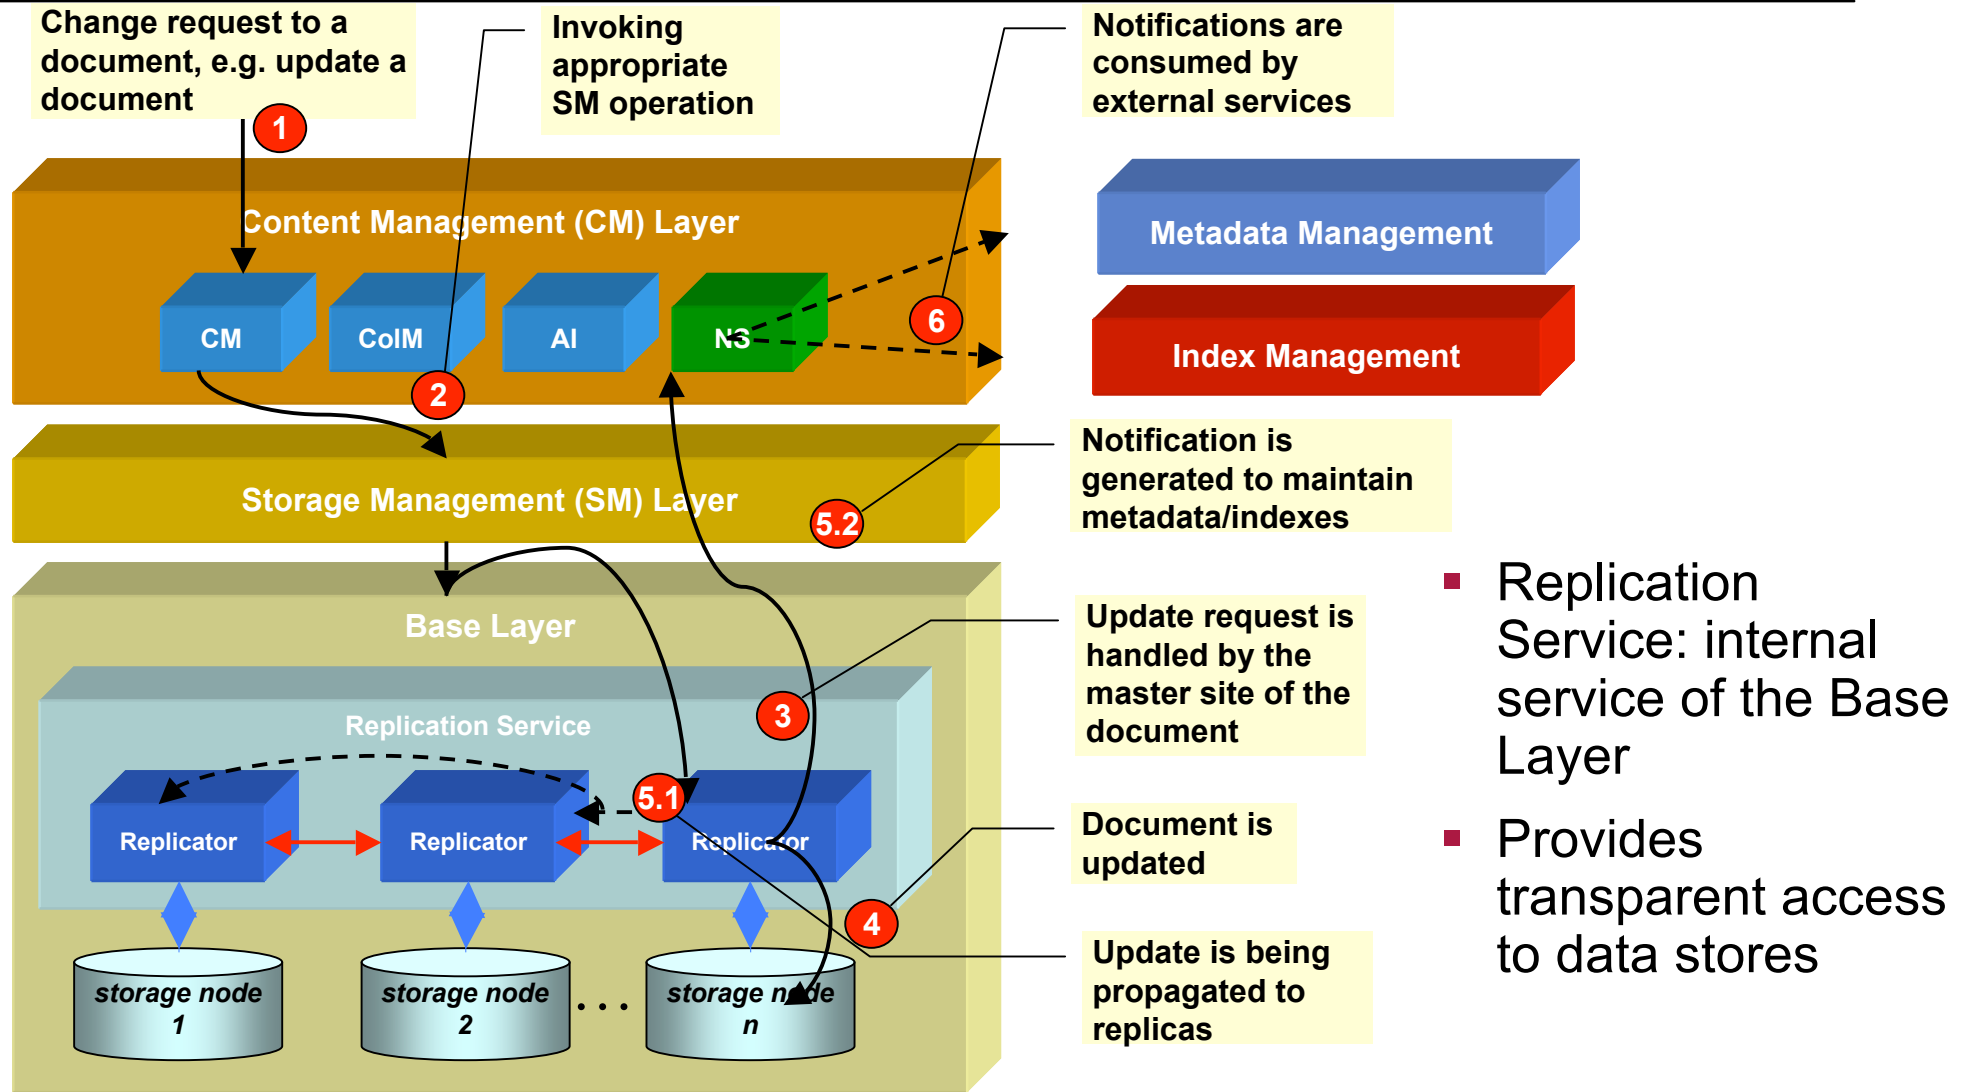 Change request to a
document, e.g. update a
document
Invoking
appropriate
SM operation
Notifications are
consumed by
external services
1
Content Management (CM) Layer
Metadata Management
CM
ColM
AI
NS
6
Index Management
2
Notification is
generated to maintain
metadata/indexes
Storage Management (SM) Layer
5.2
Base Layer
Update request is
handled by the
master site of the
document
3
Replication Service
5.1
Replicator
Replicator
Replicator
Document is
updated
4
Update is being
propagated to
replicas
storage node
1
storage node
2
. . .
storage node
n
▪ Replication
Service: internal
service of the Base
Layer
▪ Provides
transparent access
to data stores